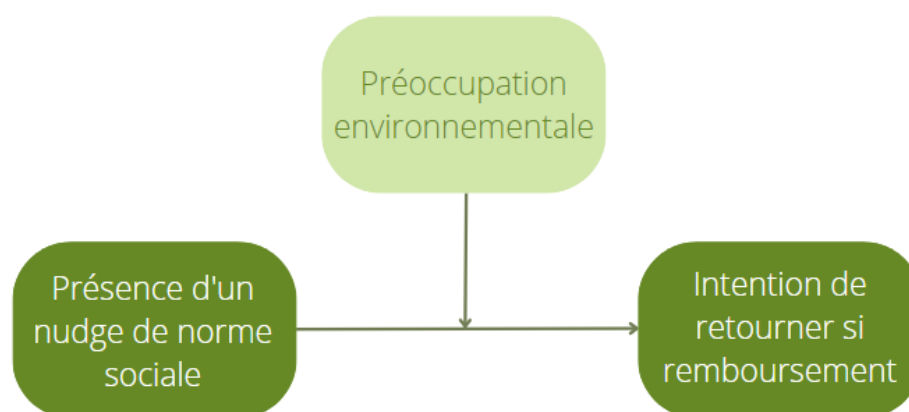 Préoccupation
environnementale
Présence d'un
nudge de norme
sociale
Intention de
retourner si
remboursement